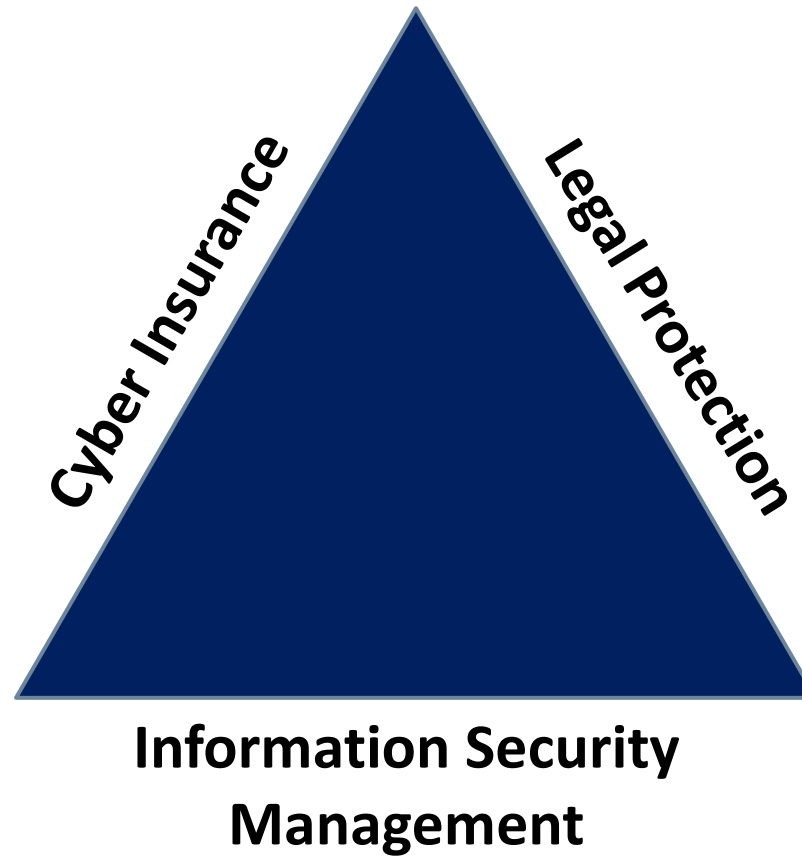 Cyber Insurance
Legal Protection
Information Security
Management